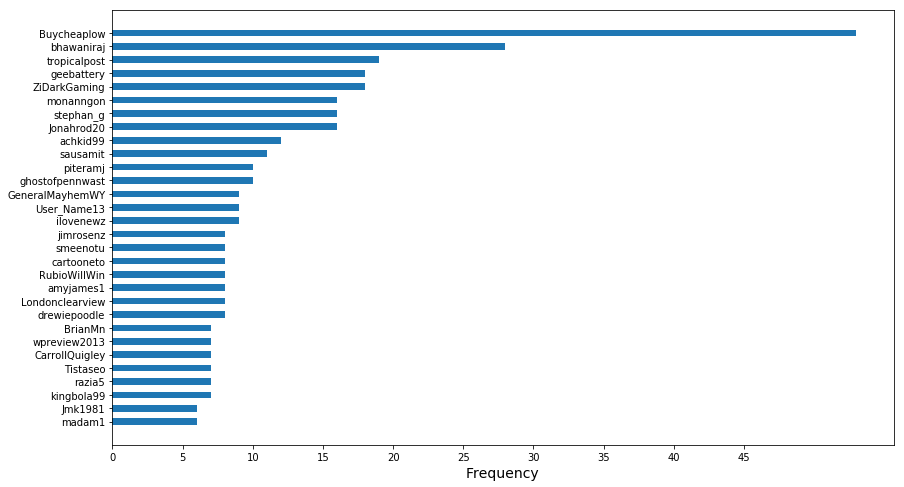 Buycheaplow
bhawaniraj
tropicalpost
geebattery
ZiDarkGaming
monanngon
stephan_g
Jonahrod20
achkid99
sausamit
piteramj
ghostofpennwast
GeneralMayhemWY
User_Name13
ilovenewz
jimrosenz
smeenotu
cartooneto
RubioWillWin
amyjames1
Londonclearview
drewiepoodle
BrianMn
wpreview2013
CarrollQuigley
Tistaseo
razia5
kingbola99
Jmk1981
madam1
0 5 10 15 20 25 30 35 40 45
Frequency